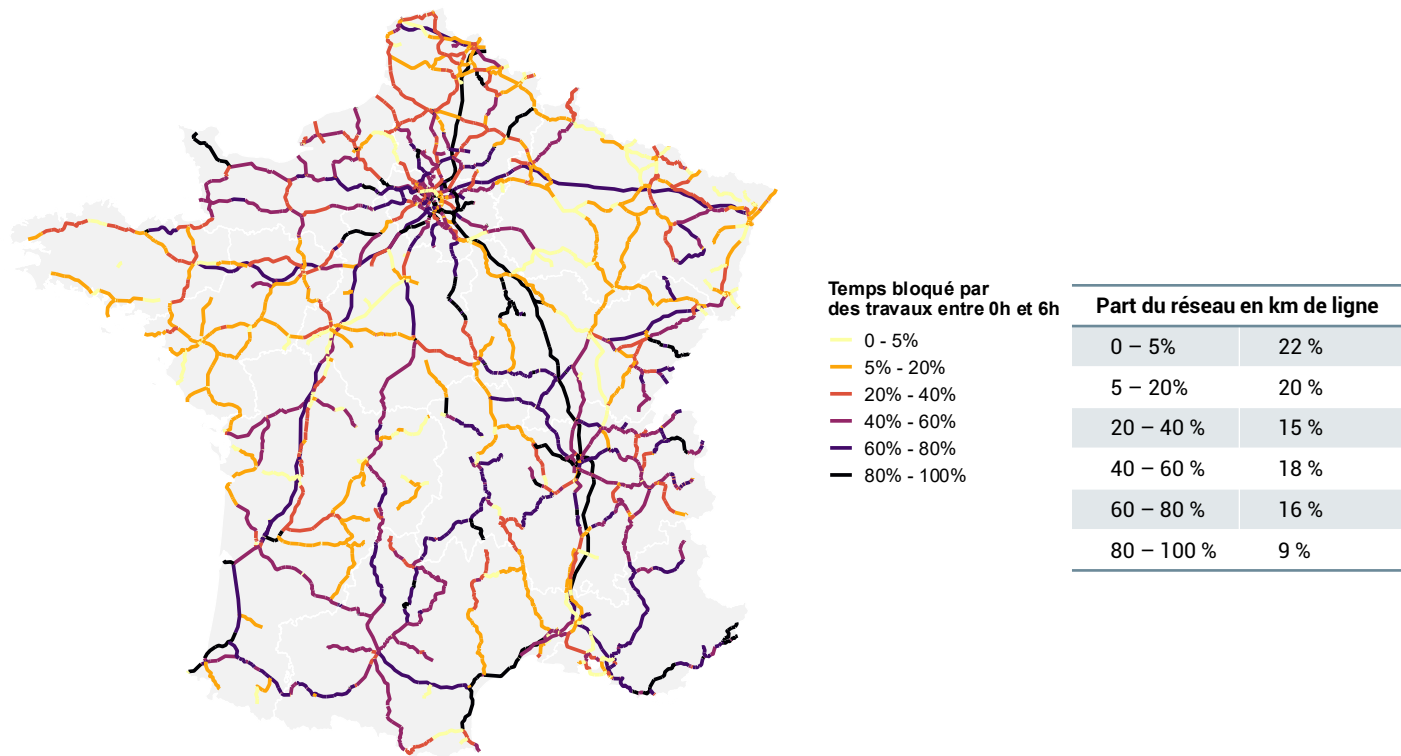 Temps bloqué par
des travaux entre 0h et 6h
0 - 5%
5% - 20%
20% - 40%
40% - 60%
60% - 80%
80% - 100%
Part du réseau en km de ligne
0 – 5% 22 %
5 – 20% 20 %
20 – 40 % 15 %
40 – 60 % 18 %
60 – 80 % 16 %
80 – 100 % 9 %